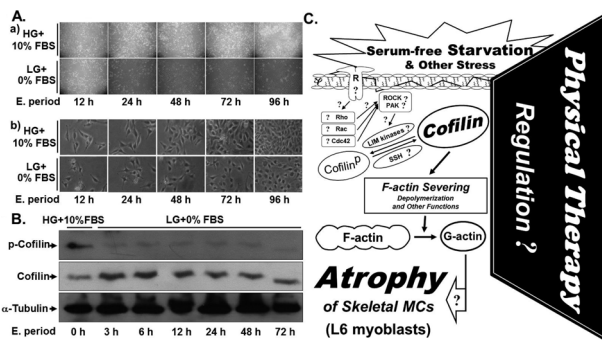 A.
a)
HG+
10% FBS
LG+
0% FBS
E. period 12 h 24 h 48 h 72 h 96 h
b)
HG+
10% FBS
LG+
0% FBS
E. period 12 h 24 h 48 h 72 h 96 h
B.
HG+10%FBS LG+0% FBS
p-Cofilin
Cofilin
α-Tubulin
E. period 0 h 3 h 6 h 12 h 24 h 48 h 72 h
C.
Serum-free Starvation
& Other Stress
R
?
?
ROCK
PAK ?
? Rho
? Rac
? Cdc42
?
LIM kinases ?
Cofilin
Cofilinp
SSH ?
F-actin Severing
Depolymerization
and Other Functions
F-actin
G-actin
Atrophy
of Skeletal MCs
(L6 myoblasts)
?
Physical Therapy
Regulation ?